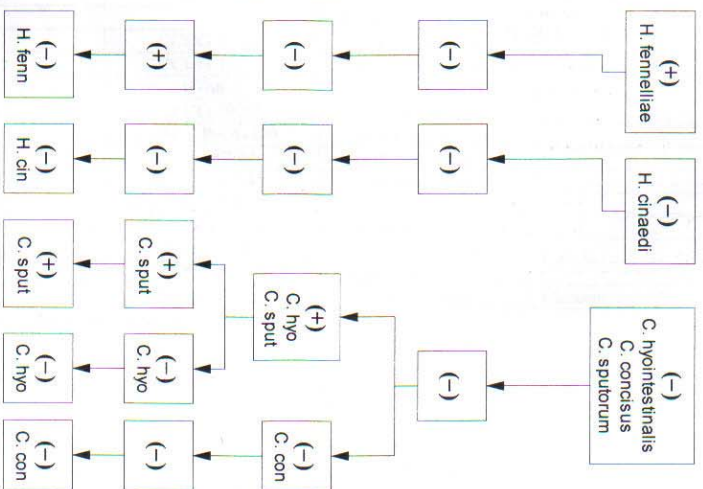 (+)
H. fennelliae
(−)
H. cinaedi
(−)
C. hyointestinalis
C. concisus
C. sputorum
(−)
(−)
(−)
(−)
(−)
(+)
C. hyo
C. sput
(−)
C. con
(+)
(−)
(+)
C. sput
(−)
C. hyo
(−)
(−)
H. fenn
(−)
H. cin
(+)
C. sput
(−)
C. hyo
(−)
C. con